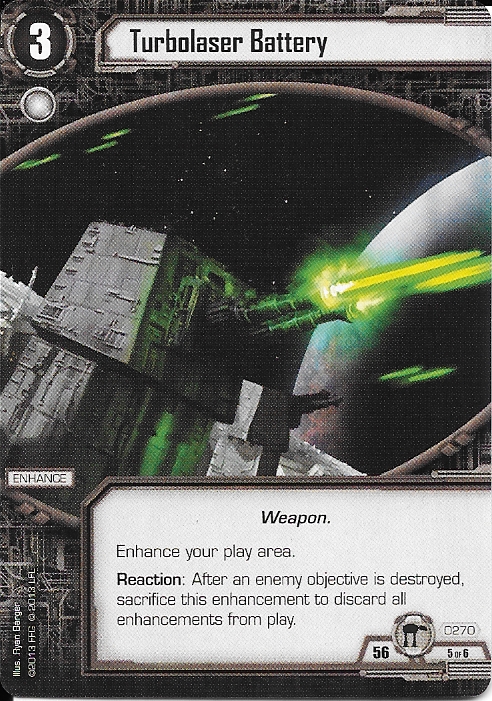 3
Turbolaser Battery
ENHANCE
Weapon.
Enhance your play area.
Reaction: After an enemy objective is destroyed,
sacrifice this enhancement to discard all
enhancements from play.
0270
56
5 OF 6
Illus. Ryan Barger
©2013 FFG ©2013 LFL